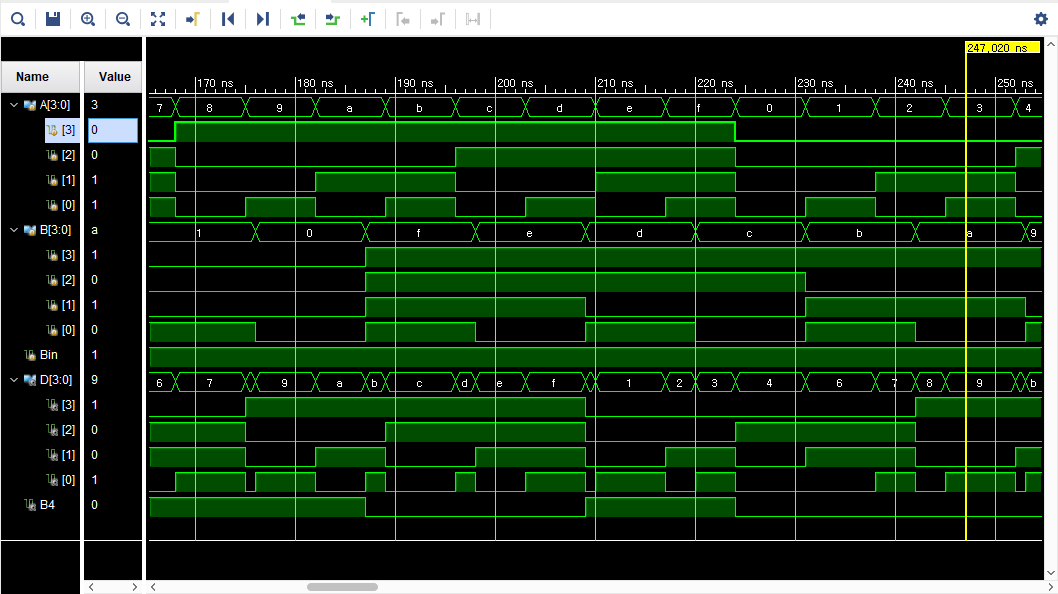 247,020 ns
Name Value 170 ns 180 ns 190 ns 200 ns 210 ns 220 ns 230 ns 240 ns 250 ns
A[3:0] 3 7 8 9 a b c d e f 0 1 2 3 4
[3] 0
[2] 0
[1] 1
[0] 1
B[3:0] a 1 0 f e d c b a 9
[3] 1
[2] 0
[1] 1
[0] 0
Bin 1
D[3:0] 9 6 7 9 a b c d e f 1 2 3 4 6 7 8 9 b
[3] 1
[2] 0
[1] 0
[0] 1
B4 0